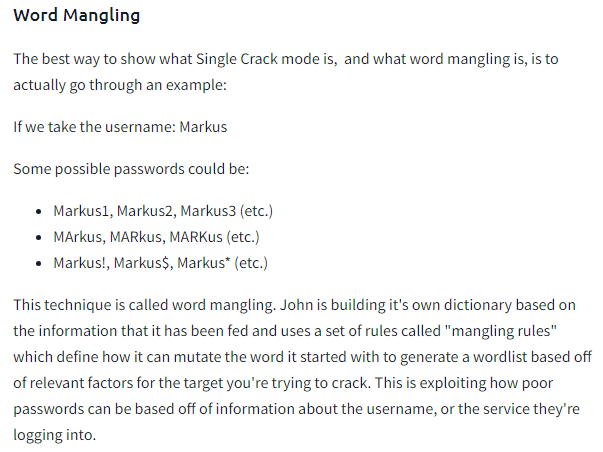 Word Mangling
The best way to show what Single Crack mode is,  and what word mangling is, is to
actually go through an example:
If we take the username: Markus
Some possible passwords could be:
• Markus1, Markus2, Markus3 (etc.)
• MArkus, MARkus, MARKus (etc.)
• Markus!, Markus$, Markus* (etc.)
This technique is called word mangling. John is building it's own dictionary based on
the information that it has been fed and uses a set of rules called "mangling rules"
which define how it can mutate the word it started with to generate a wordlist based off
of relevant factors for the target you're trying to crack. This is exploiting how poor
passwords can be based off of information about the username, or the service they're
logging into.